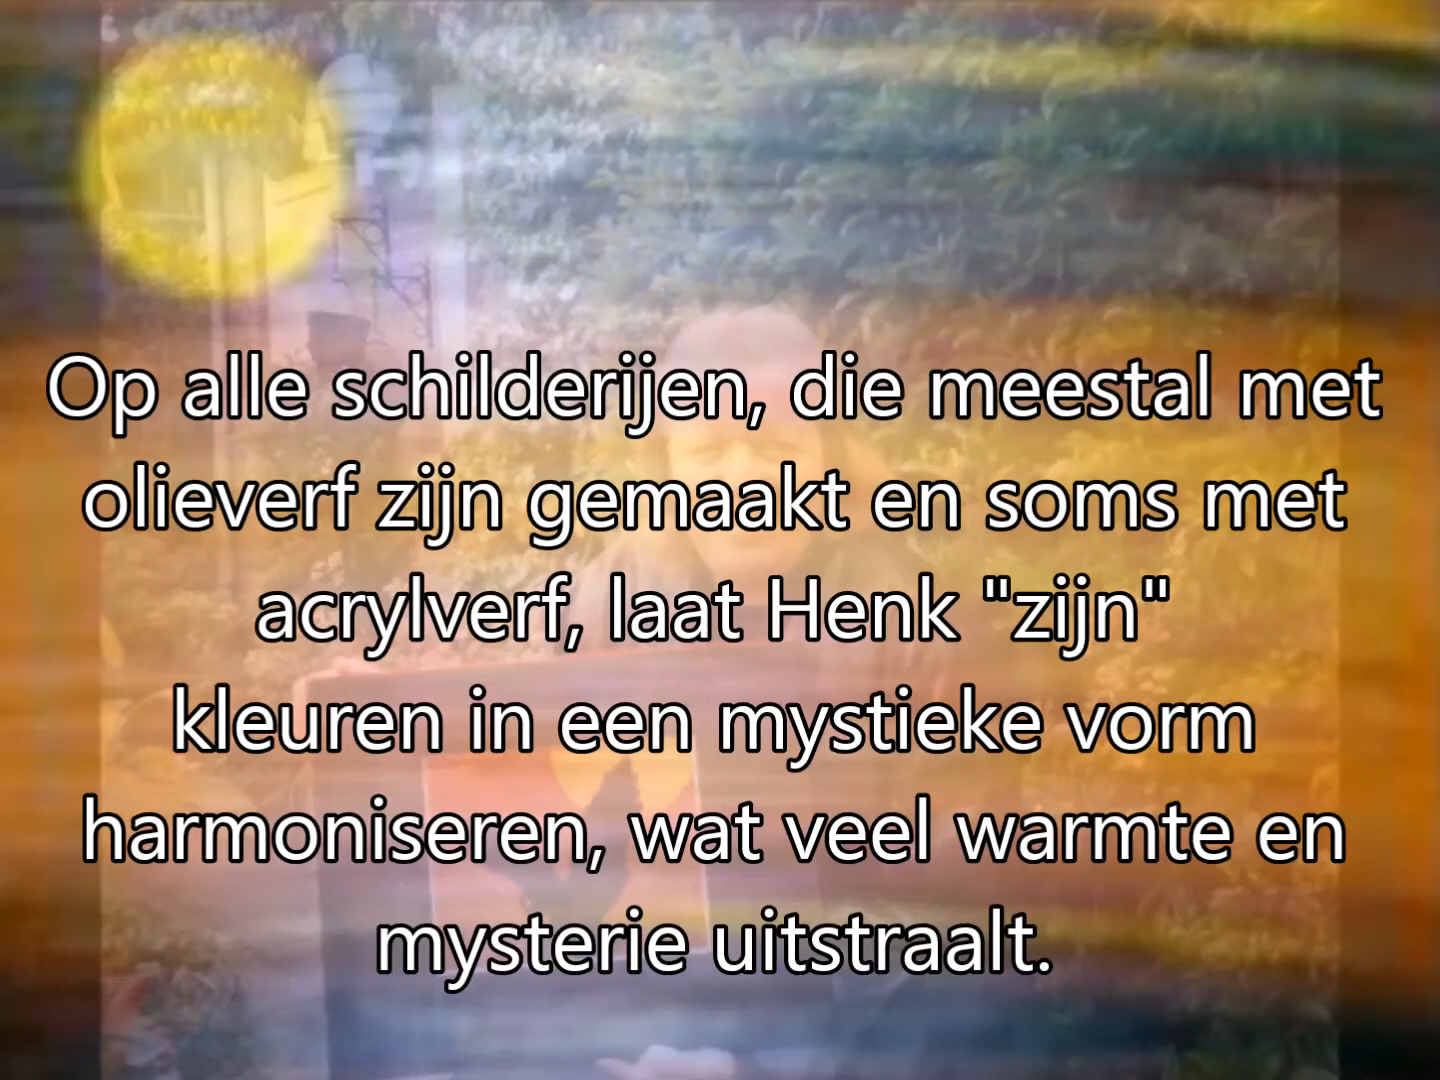 Op alle schilderijen, die meestal met
olieverf zijn gemaakt en soms met
acrylverf, laat Henk "zijn"
kleuren in een mystieke vorm
harmoniseren, wat veel warmte en
mysterie uitstraalt.